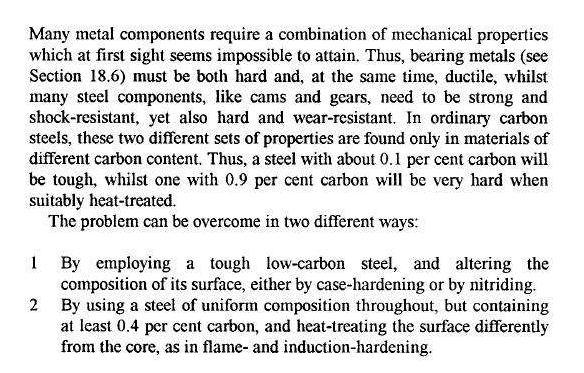 Many metal components require a combination of mechanical properties
which at first sight seems impossible to attain. Thus, bearing metals (see
Section 18.6) must be both hard and, at the same time, ductile, whilst
many steel components, like cams and gears, need to be strong and
shock-resistant, yet also hard and wear-resistant. In ordinary carbon
steels, these two different sets of properties are found only in materials of
different carbon content. Thus, a steel with about 0.1 per cent carbon will
be tough, whilst one with 0.9 per cent carbon will be very hard when
suitably heat-treated.
The problem can be overcome in two different ways:
1 By employing a tough low-carbon steel, and altering the
composition of its surface, either by case-hardening or by nitriding.
2 By using a steel of uniform composition throughout, but containing
at least 0.4 per cent carbon, and heat-treating the surface differently
from the core, as in flame- and induction-hardening.